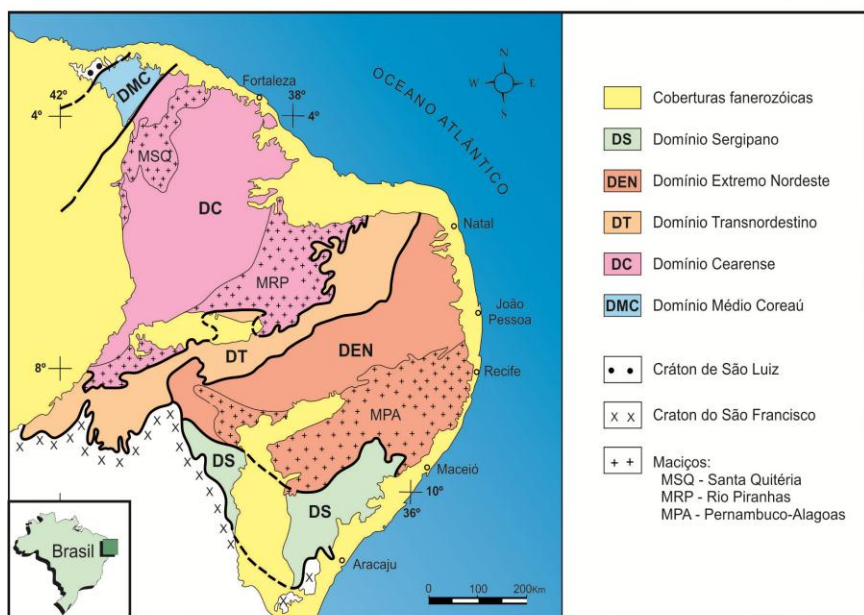 42º
4º
DMC
Fortaleza
38º
4º
OCEANO ATLÂNTICO
N
W
E
S
MSQ
DC
Natal
MRP
João
Pessoa
DT
DEN
8º
Recife
MPA
DS
Maceió
10º
36º
DS
Aracaju
Brasil
0 100 200Km
Coberturas fanerozóicas
DS Domínio Sergipano
DEN Domínio Extremo Nordeste
DT Domínio Transnordestino
DC Domínio Cearense
DMC Domínio Médio Coreaú
Cráton de São Luiz
Craton do São Francisco
Maciços:
MSQ - Santa Quitéria
MRP - Rio Piranhas
MPA - Pernambuco-Alagoas